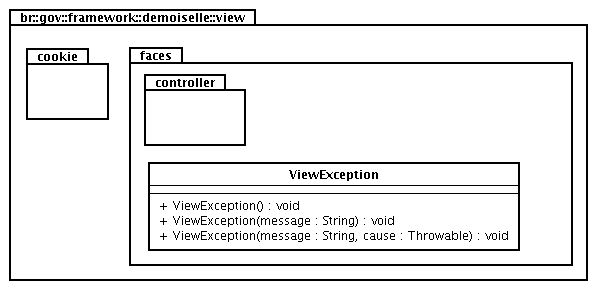 br::gov::framework::demoiselle::view
cookie
faces
controller
ViewException
+ ViewException() : void
+ ViewException(message : String) : void
+ ViewException(message : String, cause : Throwable) : void